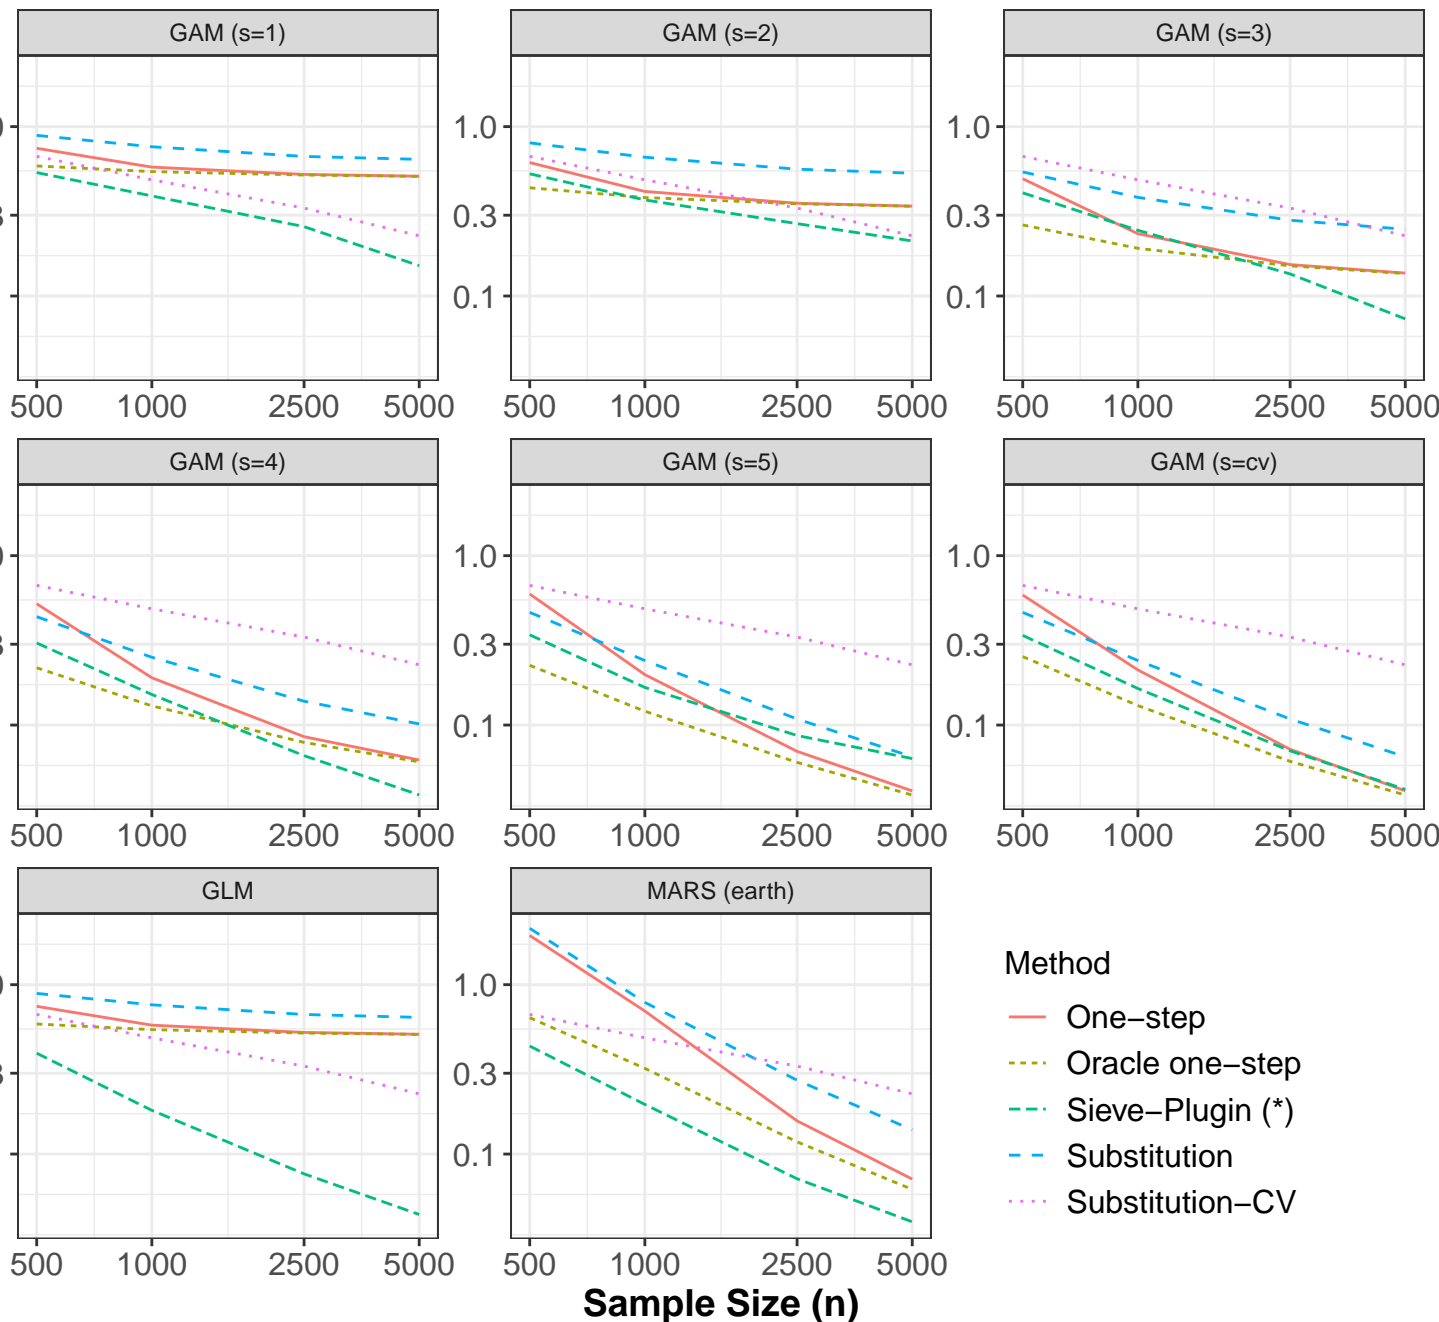 GAM (s=1) GAM (s=2) GAM (s=3)
1.0 1.0
0.3 0.3
0.1 0.1
500 1000 2500 5000 500 1000 2500 5000 500 1000 2500 5000
GAM (s=4) GAM (s=5) GAM (s=cv)
1.0 1.0
0.3 0.3
0.1 0.1
500 1000 2500 5000 500 1000 2500 5000 500 1000 2500 5000
GLM MARS (earth)
1.0
0.3
0.1
500 1000 2500 5000 500 1000 2500 5000
Sample Size (n)
Method
One−step
Oracle one−step
Sieve−Plugin (*)
Substitution
Substitution−CV